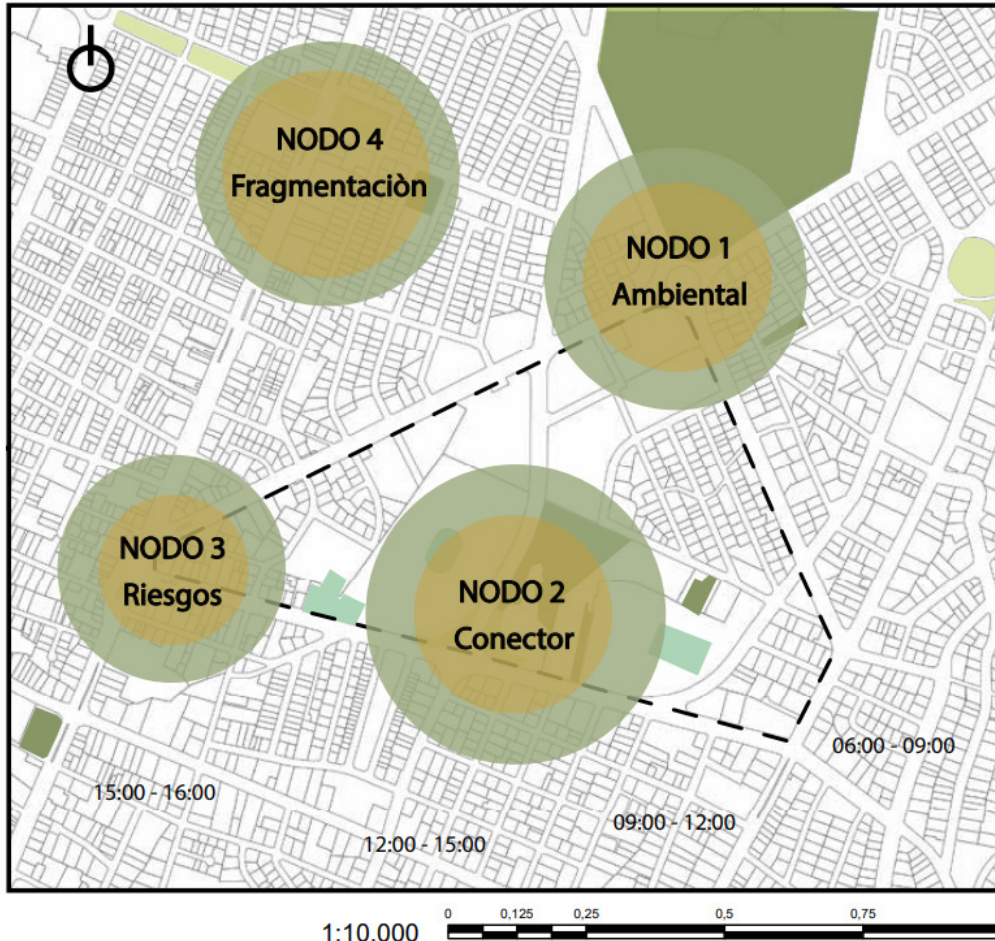 NODO 4
Fragmentaciòn
NODO 1
Ambiental
NODO 3
Riesgos
NODO 2
Conector
06:00 - 09:00
15:00 - 16:00
09:00 - 12:00
12:00 - 15:00
0 0,125 0,25 0,5 0,75
1:10.000